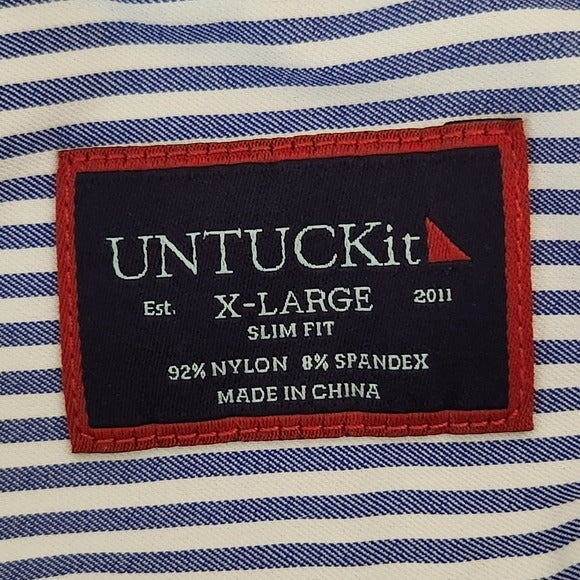 UNTUCKit
Est. X-LARGE 2011
SLIM FIT
92% NYLON 8% SPANDEX
MADE IN CHINA